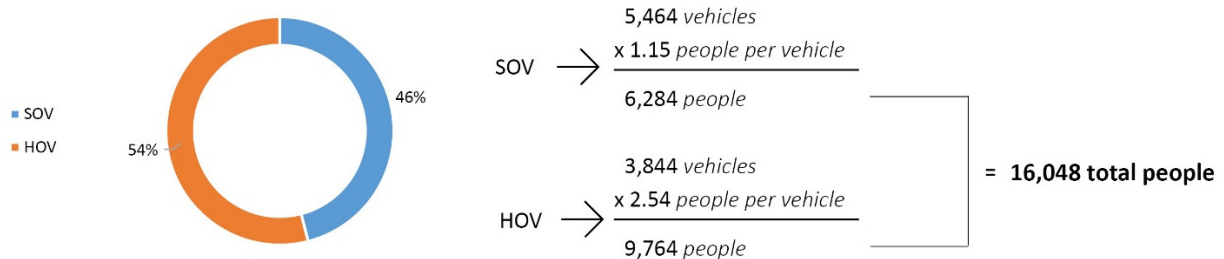 SOV
HOV
46%
54%
SOV
5,464 vehicles
x 1.15 people per vehicle
6,284 people
HOV
3,844 vehicles
x 2.54 people per vehicle
9,764 people
= 16,048 total people